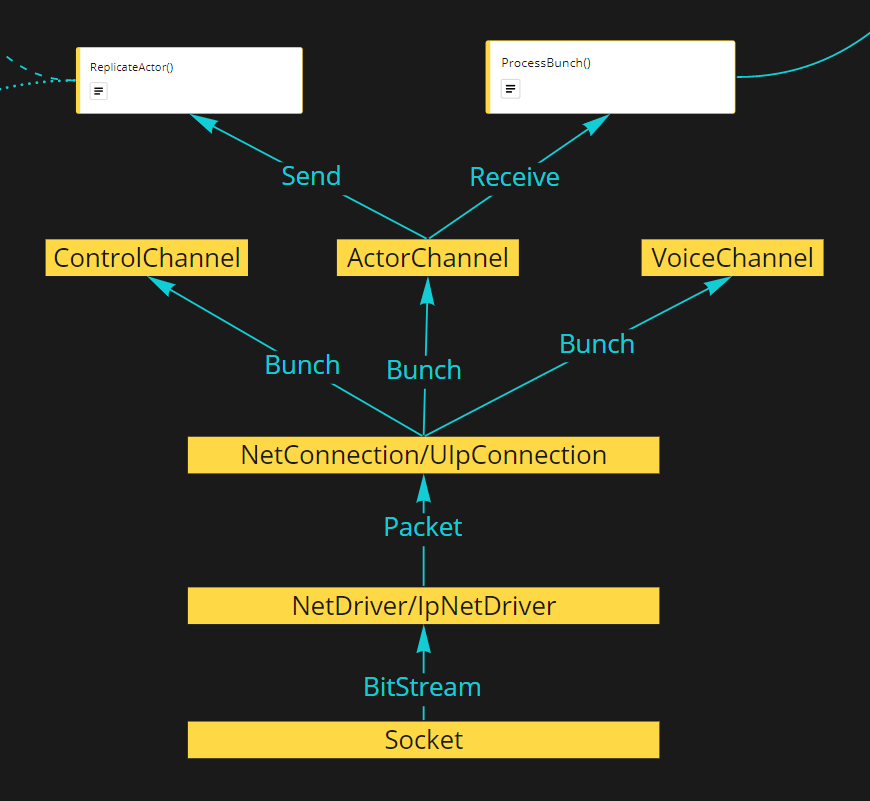 ReplicateActor()
ProcessBunch()
Send
Receive
ControlChannel
ActorChannel
VoiceChannel
Bunch
Bunch
Bunch
NetConnection/UIpConnection
Packet
NetDriver/IpNetDriver
BitStream
Socket